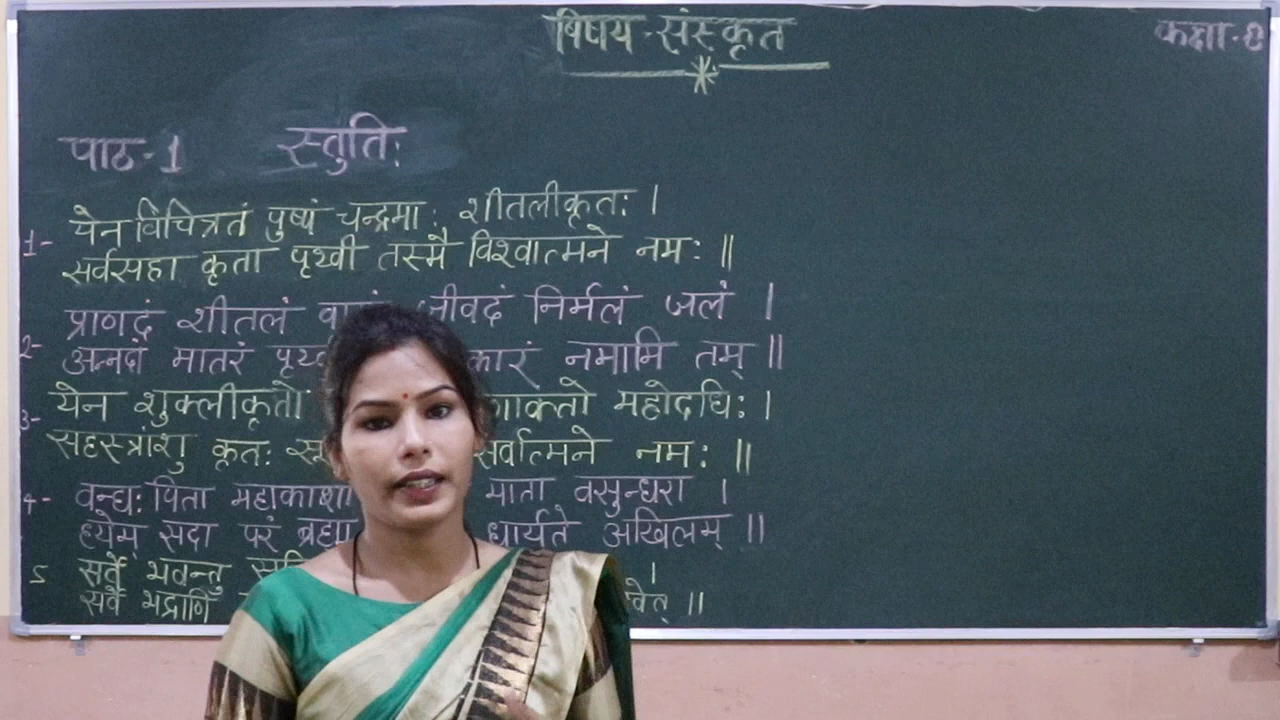 विषय - संस्कृत
कक्षा - 8
पाठ - 1 स्तुतिः
1- येन विचित्रतं पुष्पं चन्द्रमाः शीतलीकृतः ।
सर्वसहा कृता पृथ्वी तस्मै विश्वात्मने नमः ॥
2- प्राणदं शीतलं निर्मलं जलं ।
अन्नदां मातरं नमामि तम् ॥
3- येन शुक्लीकृतो महोदधिः ।
सहस्त्रांशु कृतः सर्वात्मने नमः ॥
4- वन्द्यः पिता माता वसुन्धरा ।
ध्येयम् सदा परं ब्रह्म धार्यते अखिलम् ॥
5 सर्वे भवन्तु ।
सर्वे भद्राणि ॥